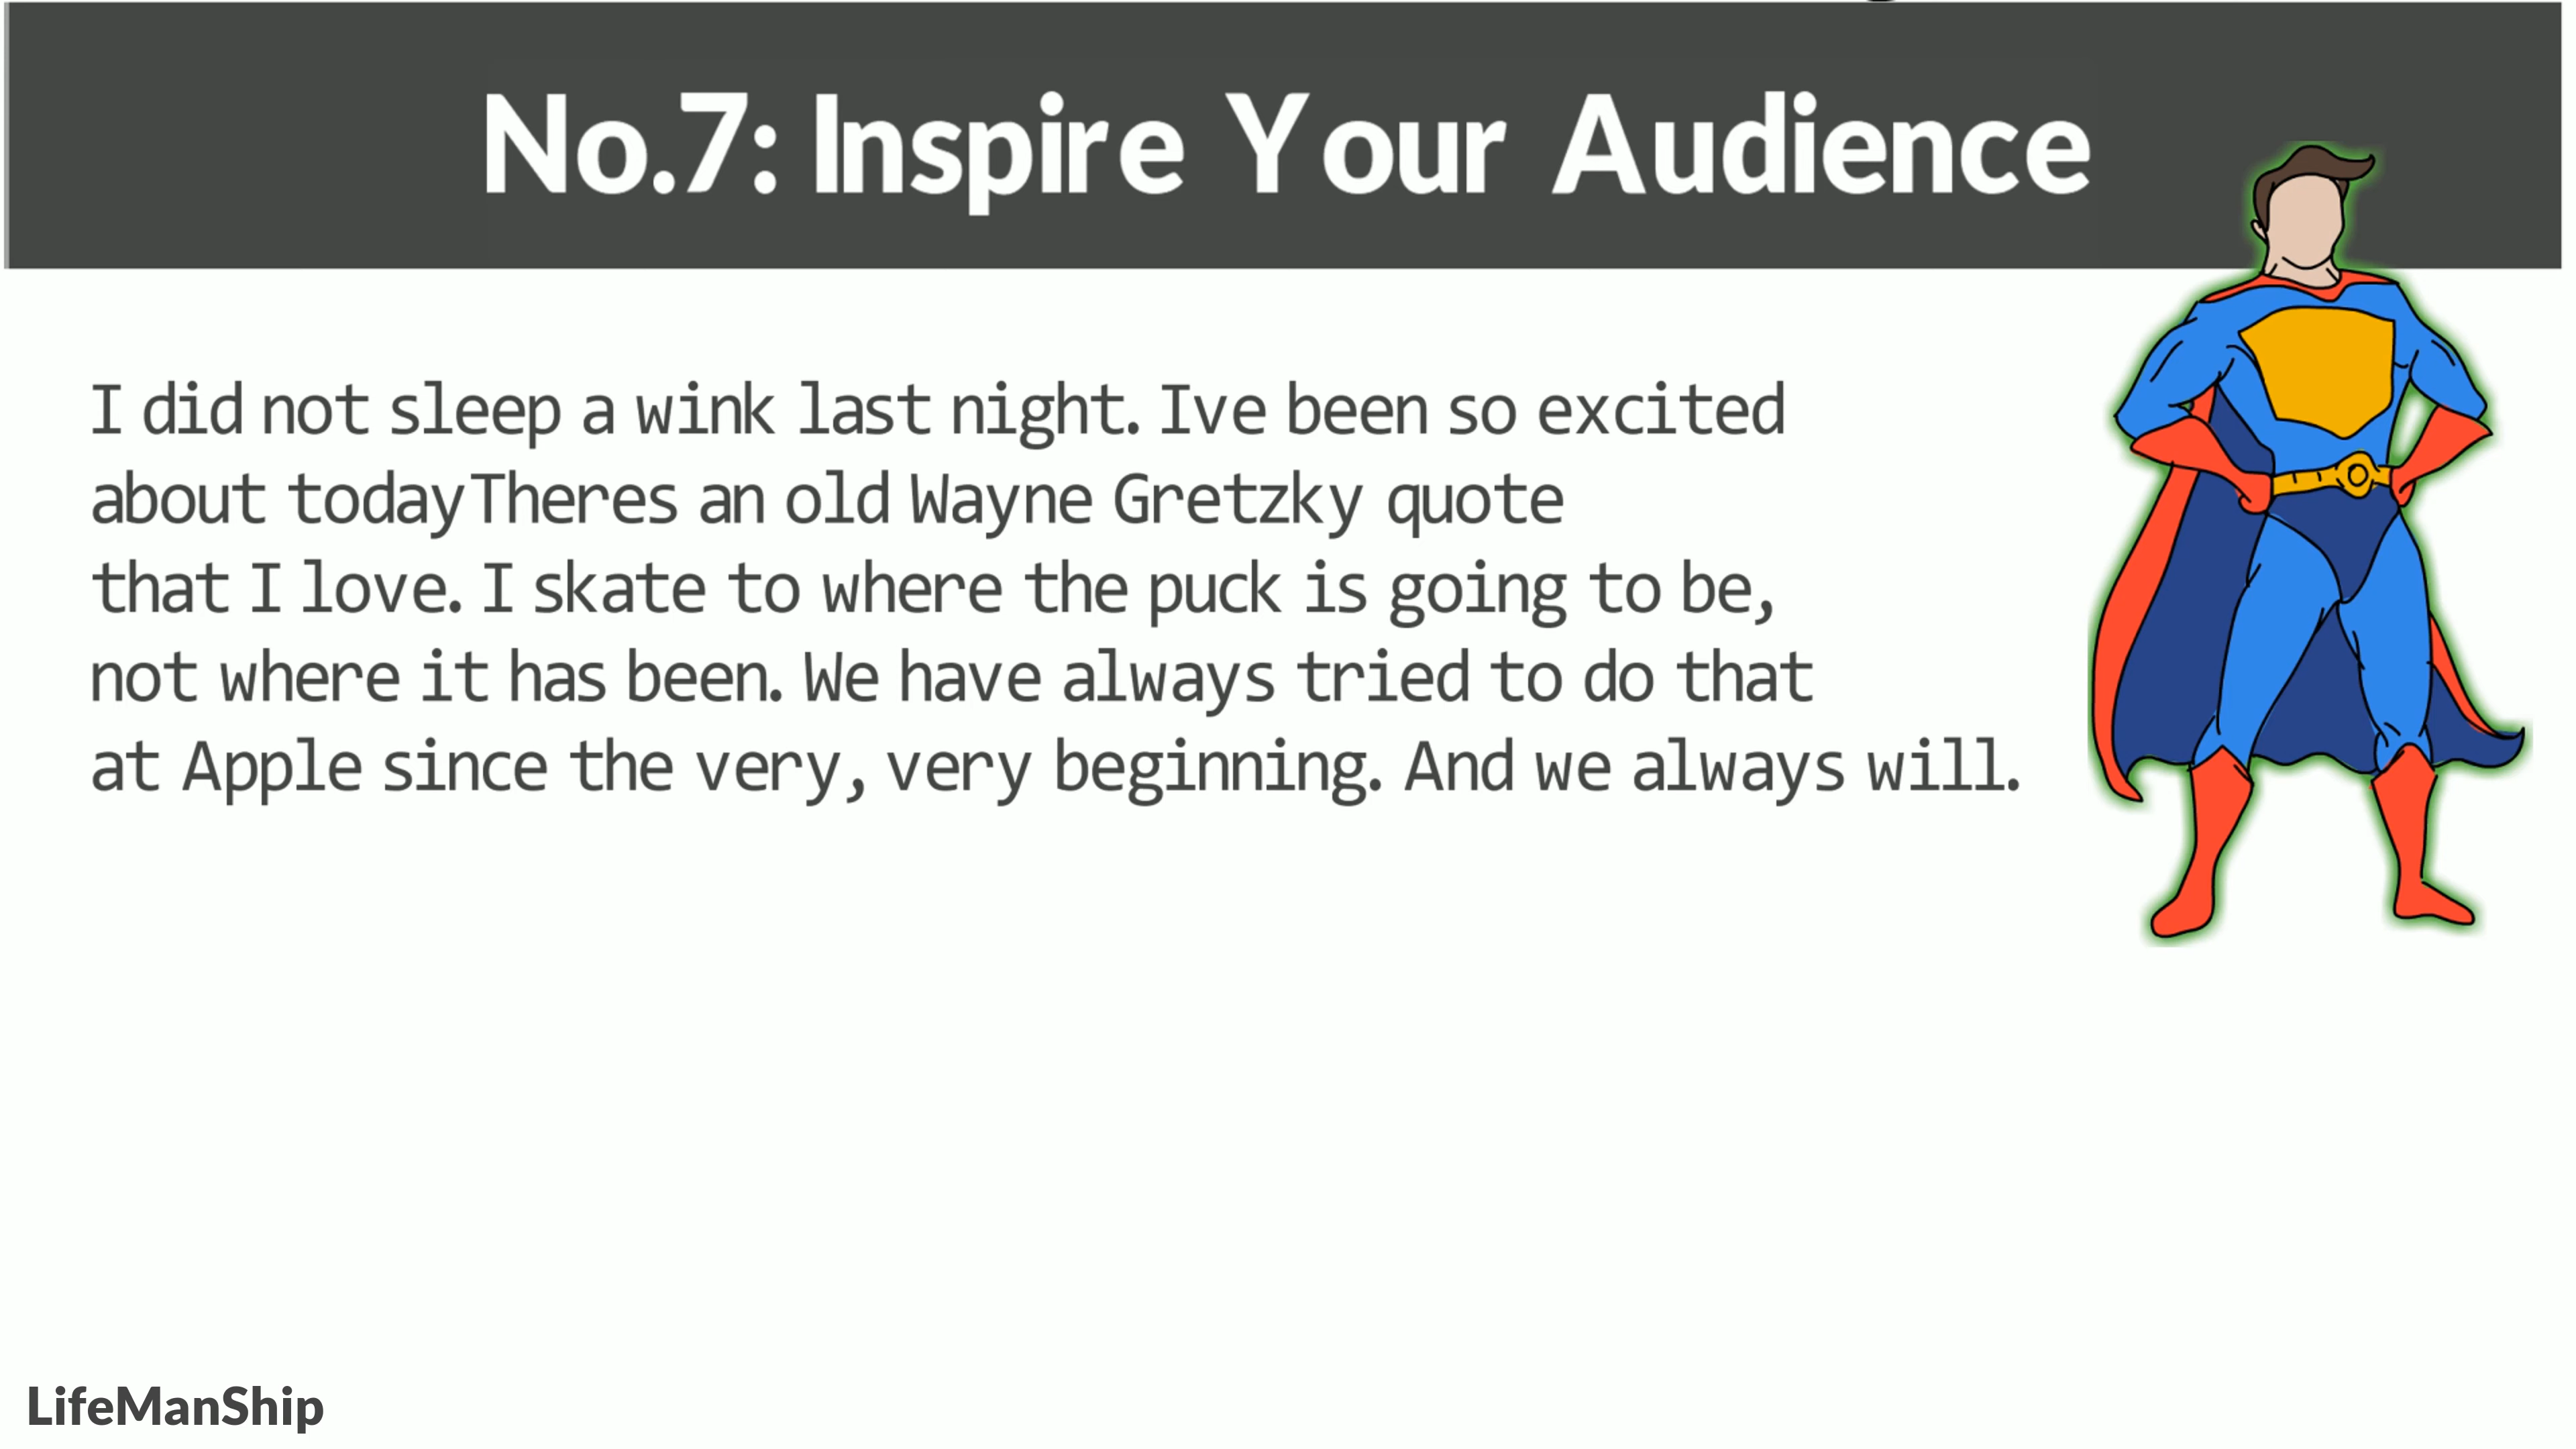 No.7: Inspire Your Audience
I did not sleep a wink last night. Ive been so excited
about todayTheres an old Wayne Gretzky quote
that I love. I skate to where the puck is going to be,
not where it has been. We have always tried to do that
at Apple since the very, very beginning. And we always will.
LifeManShip